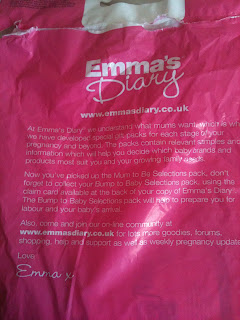 Emma's
Diary
www.emmasdiary.co.uk
At Emma's Diary we understand what mums want, which is why
we have developed special gift packs for each stage of your
pregnancy and beyond. The packs contain relevant samples and
information which will help you decide which baby brands and
products most suit you and your growing family needs.
Now you've picked up the Mum to Be Selections pack, don't
forget to collect your Bump to Baby Selections pack, using the
claim card available at the back of your copy of Emma's Diary
The Bump to Baby Selections pack will help to prepare you for
labour and your baby's arrival.
Also, come and join our on-line community at
www.emmasdiary.co.uk for lots more goodies, forums,
shopping, help and support as well as weekly pregnancy updates
Love
Emma x